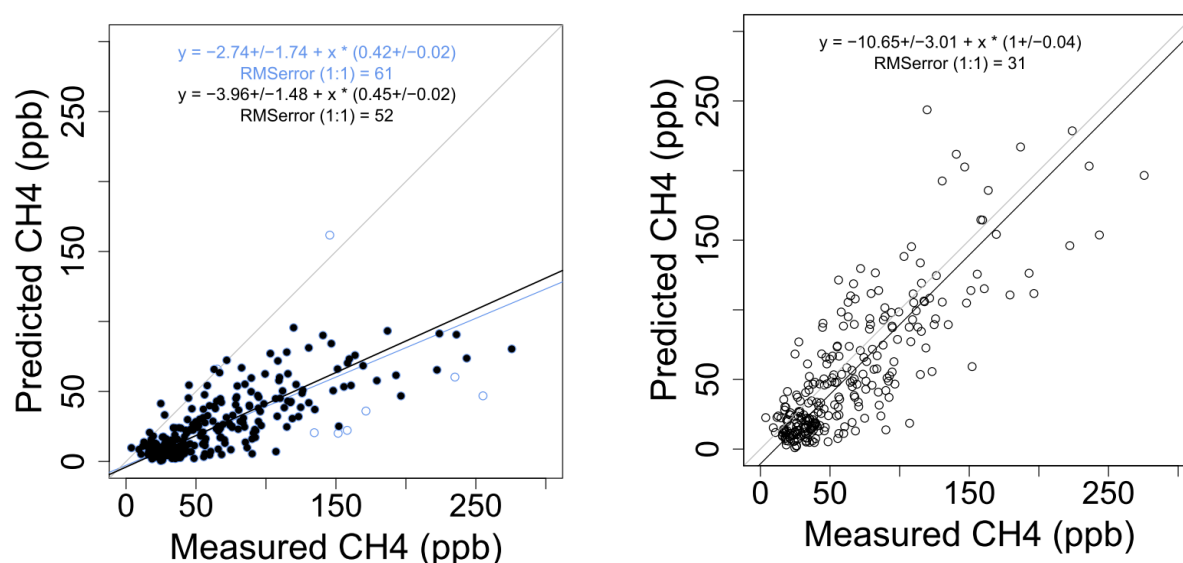 y = −2.74+/−1.74 + x * (0.42+/−0.02)
RMSerror (1:1) = 61
y = −3.96+/−1.48 + x * (0.45+/−0.02)
RMSerror (1:1) = 52
Predicted CH4 (ppb)
250
150
50
0
0 50 150 250
Measured CH4 (ppb)
y = −10.65+/−3.01 + x * (1+/−0.04)
RMSerror (1:1) = 31
Predicted CH4 (ppb)
250
150
50
0
0 50 150 250
Measured CH4 (ppb)